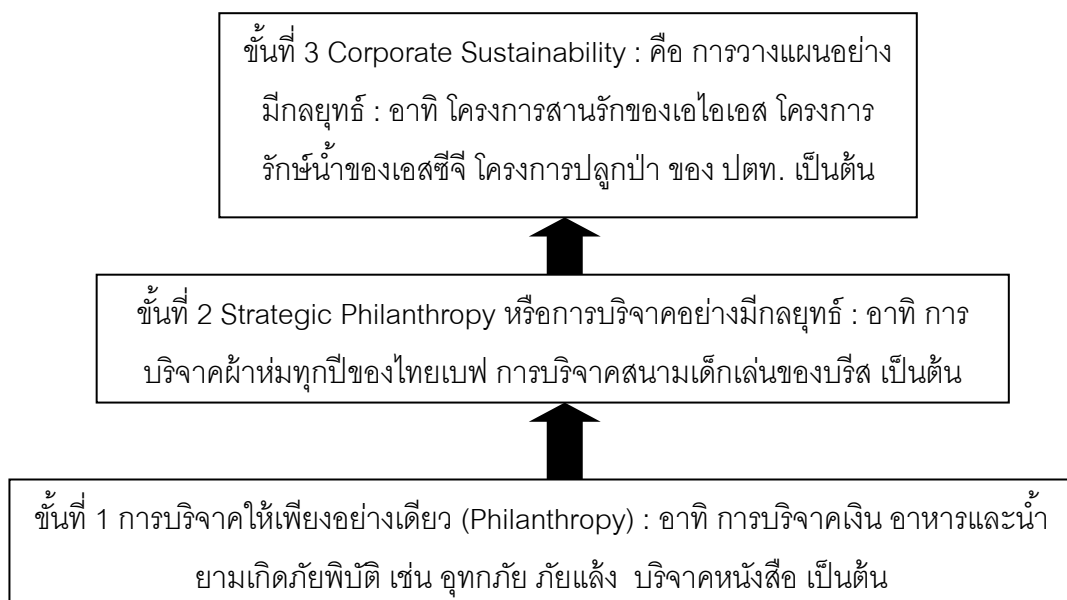 ขั้นที่ 3 Corporate Sustainability : คือ การวางแผนอย่าง
มีกลยุทธ์ : อาทิ โครงการสานรักของเอไอเอส โครงการ
รักษ์น้ำของเอสซีจี โครงการปลูกป่า ของ ปตท. เป็นต้น
ขั้นที่ 2 Strategic Philanthropy หรือการบริจาคอย่างมีกลยุทธ์ : อาทิ การ
บริจาคผ้าห่มทุกปีของไทยเบฟ การบริจาคสนามเด็กเล่นของบรีส เป็นต้น
ขั้นที่ 1 การบริจาคให้เพียงอย่างเดียว (Philanthropy) : อาทิ การบริจาคเงิน อาหารและน้ำ
ยามเกิดภัยพิบัติ เช่น อุทกภัย ภัยแล้ง บริจาคหนังสือ เป็นต้น